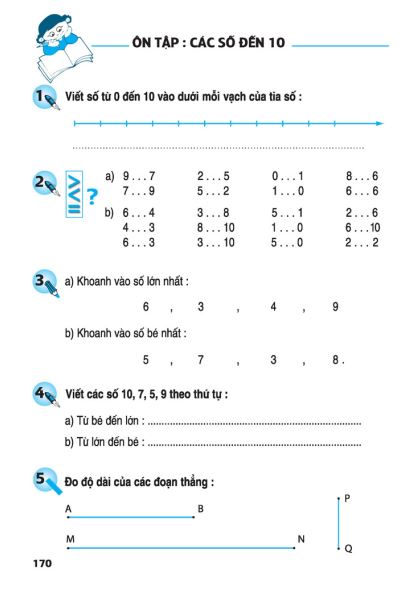 ÔN TẬP : CÁC SỐ ĐẾN 10
1 Viết số từ 0 đến 10 vào dưới mỗi vạch của tia số :
..........................................................................................
2 > < = ?
a) 9 . . . 7 2 . . . 5 0 . . . 1 8 . . . 6
7 . . . 9 5 . . . 2 1 . . . 0 6 . . . 6
b) 6 . . . 4 3 . . . 8 5 . . . 1 2 . . . 6
4 . . . 3 8 . . . 10 1 . . . 0 6 . . . 10
6 . . . 3 3 . . . 10 5 . . . 0 2 . . . 2
3 a) Khoanh vào số lớn nhất :
6 , 3 , 4 , 9
b) Khoanh vào số bé nhất :
5 , 7 , 3 , 8 .
4 Viết các số 10, 7, 5, 9 theo thứ tự :
a) Từ bé đến lớn : ..............................................................
b) Từ lớn đến bé : ..............................................................
5 Đo độ dài của các đoạn thẳng :
P
A B
M N
Q
170